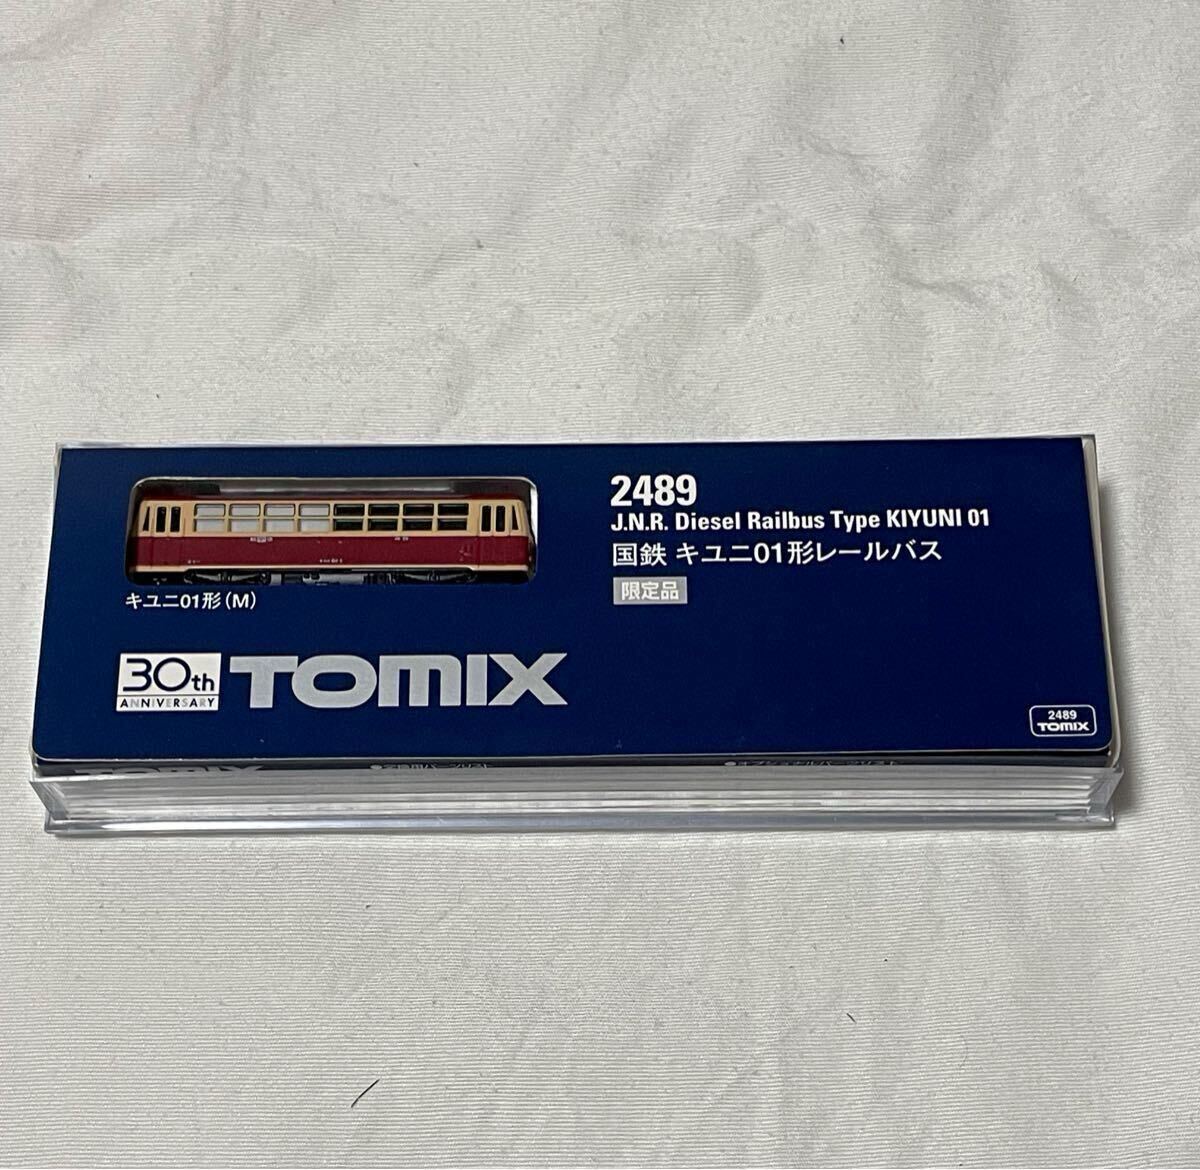 2489
J.N.R. Diesel Railbus Type KIYUNI 01
国鉄 キユニ01形レールバス
限定品
キユニ01形(M)
30th
ANNIVERSARY
TOMIX
2489
TOMIX